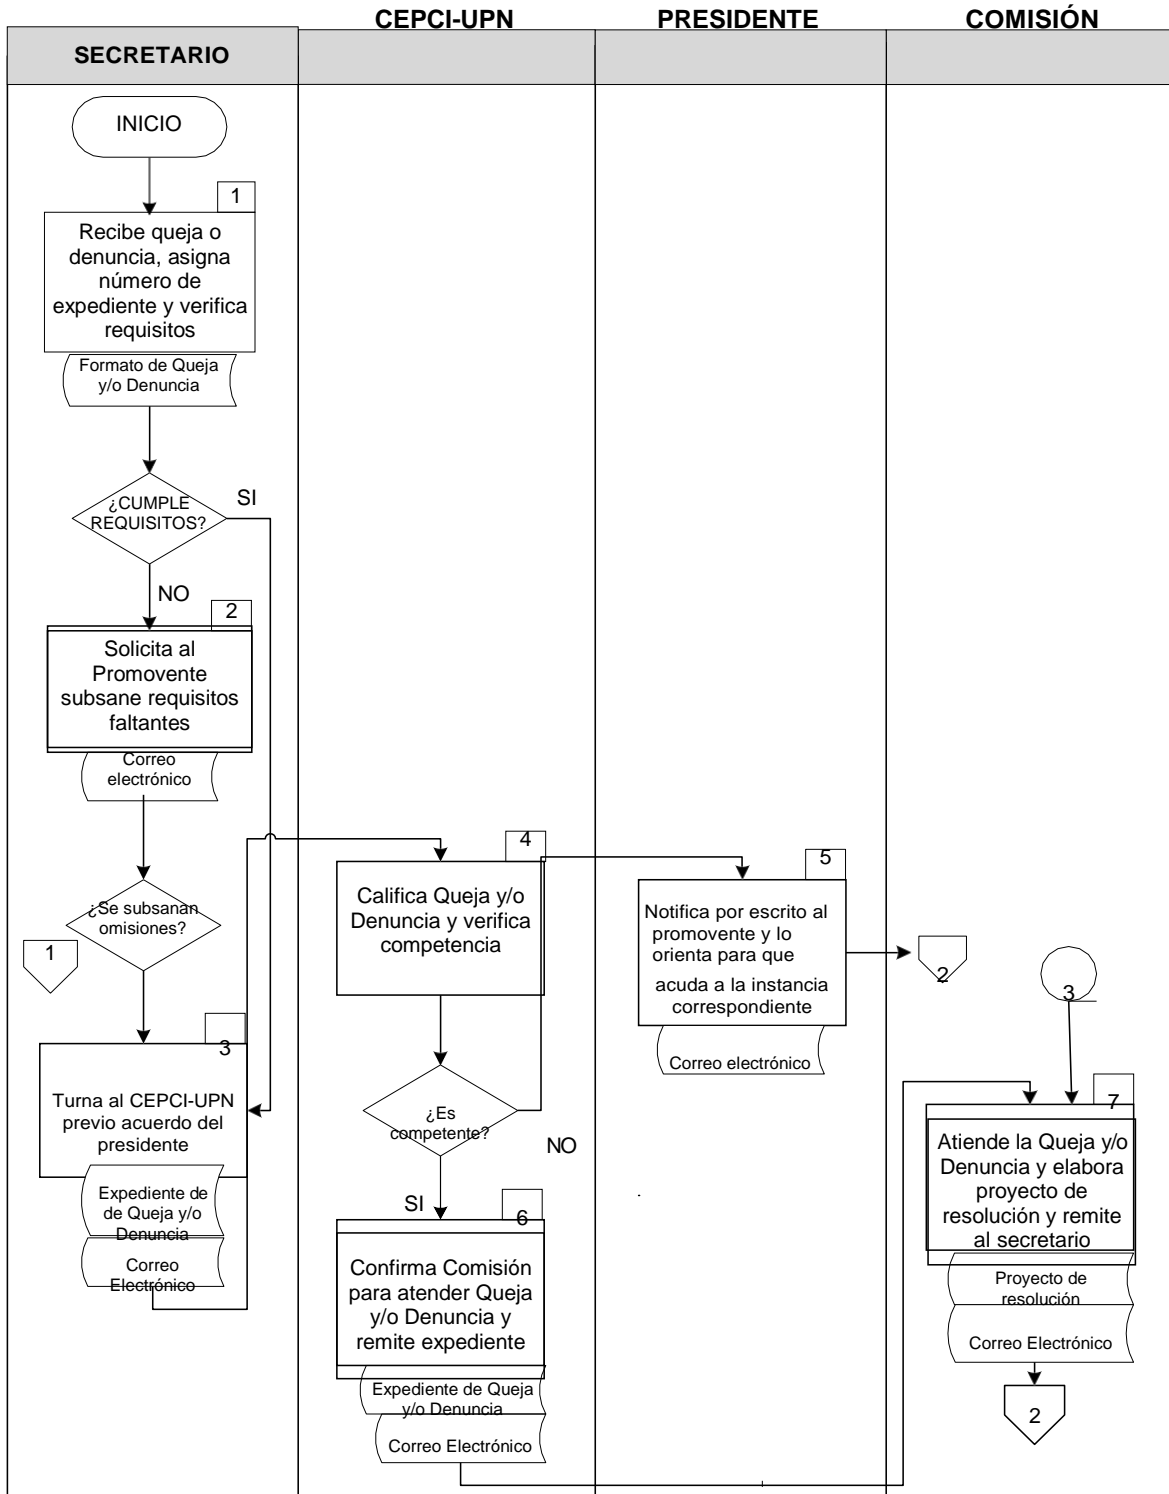 CEPCI-UPN
PRESIDENTE
COMISIÓN
SECRETARIO
INICIO
1
Recibe queja o
denuncia, asigna
número de
expediente y verifica
requisitos
Formato de Queja
y/o Denuncia
¿CUMPLE
REQUISITOS?
SI
NO
2
Solicita al
Promovente
subsane requisitos
faltantes
Correo
electrónico
¿Se subsanan
omisiones?
1
3
Turna al CEPCI-UPN
previo acuerdo del
presidente
Expediente de
de Queja y/o
Denuncia
Correo
Electrónico
4
Califica Queja y/o
Denuncia y verifica
competencia
¿Es
competente?
NO
SI
6
Confirma Comisión
para atender Queja
y/o Denuncia y
remite expediente
Expediente de Queja
y/o Denuncia
Correo Electrónico
5
Notifica por escrito al
promovente y lo
orienta para que
acuda a la instancia
correspondiente
Correo electrónico
2
3
7
Atiende la Queja y/o
Denuncia y elabora
proyecto de
resolución y remite
al secretario
Proyecto de
resolución
Correo Electrónico
2